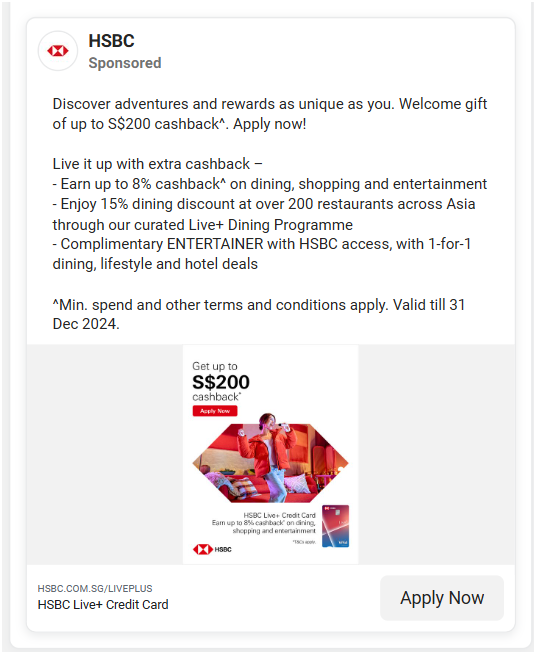 HSBC
Sponsored
Discover adventures and rewards as unique as you. Welcome gift
of up to S$200 cashback^. Apply now!
Live it up with extra cashback –
- Earn up to 8% cashback^ on dining, shopping and entertainment
- Enjoy 15% dining discount at over 200 restaurants across Asia
through our curated Live+ Dining Programme
- Complimentary ENTERTAINER with HSBC access, with 1-for-1
dining, lifestyle and hotel deals
^Min. spend and other terms and conditions apply. Valid till 31
Dec 2024.
Get up to
S$200
cashback^
Apply Now
HSBC Live+ Credit Card
Earn up to 8% cashback^ on dining,
shopping and entertainment
HSBC
HSBC.COM.SG/LIVEPLUS
HSBC Live+ Credit Card
Apply Now